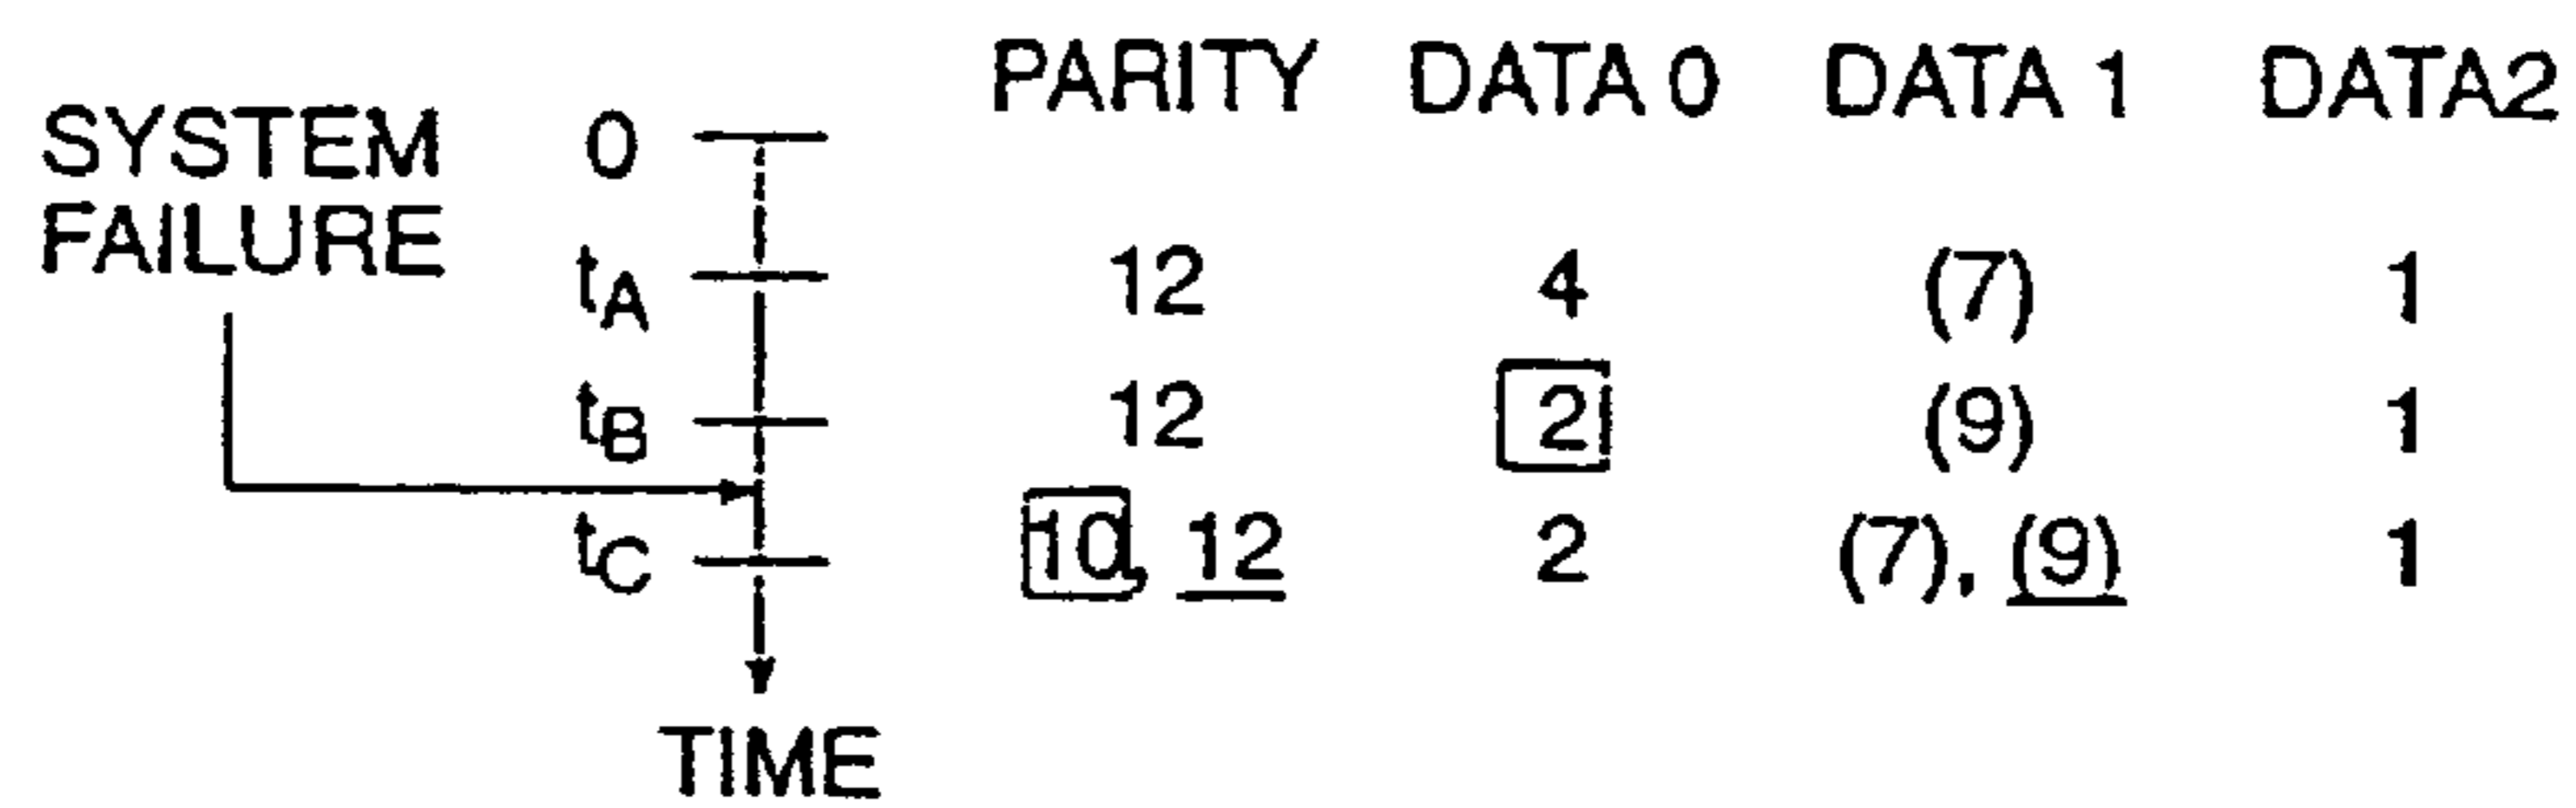 PARITY DATA 0 DATA 1 DATA2
SYSTEM FAILURE
0
tA 12 4 (7) 1
tB 12 2 (9) 1
tC 10, 12 2 (7), (9) 1
TIME